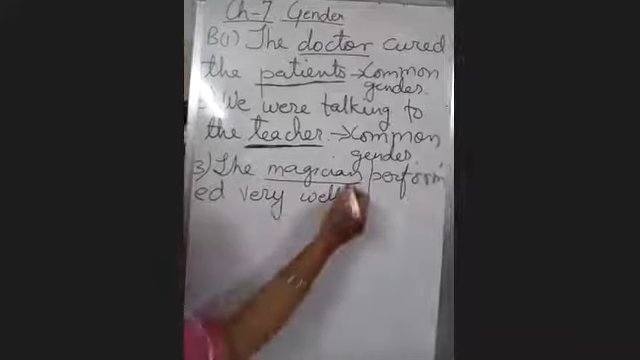 Ch-7 Gender
B(1) The doctor cured
the patients → Common
gender.
We were talking to
the teacher. → Common
gender.
3) The magician perform
ed very well